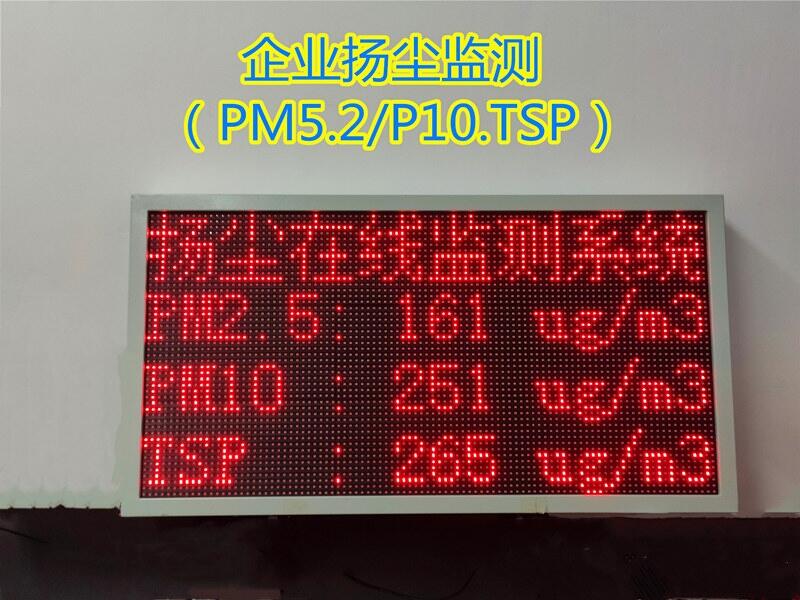 企业扬尘监测
（PM5.2/P10.TSP）
扬尘在线监测系统
PM2.5: 161 ug/m3
PM10 : 251 ug/m3
TSP : 265 ug/m3